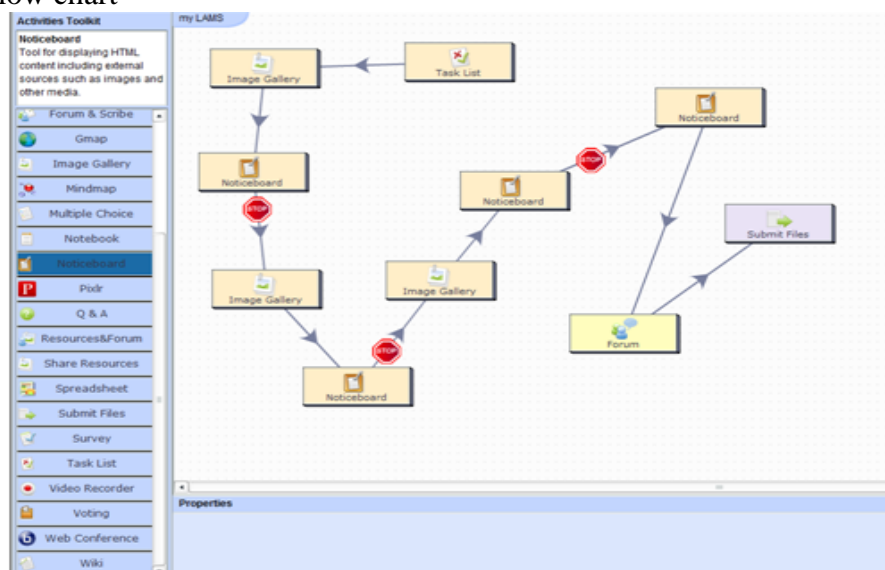 low chart
Activities Toolkit
my LAMS
Noticeboard
Tool for displaying HTML
content including external
sources such as images and
other media.
Forum & Scribe
Gmap
Image Gallery
Mindmap
Multiple Choice
Notebook
Noticeboard
Pixlr
Q & A
Resources&Forum
Share Resources
Spreadsheet
Submit Files
Survey
Task List
Video Recorder
Voting
Web Conference
Wiki
Image Gallery
Task List
Noticeboard
STOP
Image Gallery
Noticeboard
STOP
Image Gallery
Noticeboard
STOP
Noticeboard
Forum
Submit Files
Properties